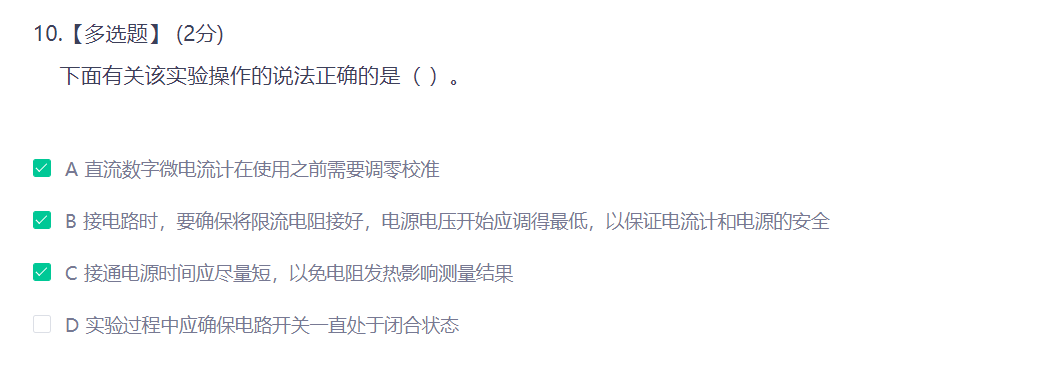 10.【多选题】 (2分)
下面有关该实验操作的说法正确的是（ ）。
A 直流数字微电流计在使用之前需要调零校准
B 接电路时，要确保将限流电阻接好，电源电压开始应调得最低，以保证电流计和电源的安全
C 接通电源时间应尽量短，以免电阻发热影响测量结果
D 实验过程中应确保电路开关一直处于闭合状态